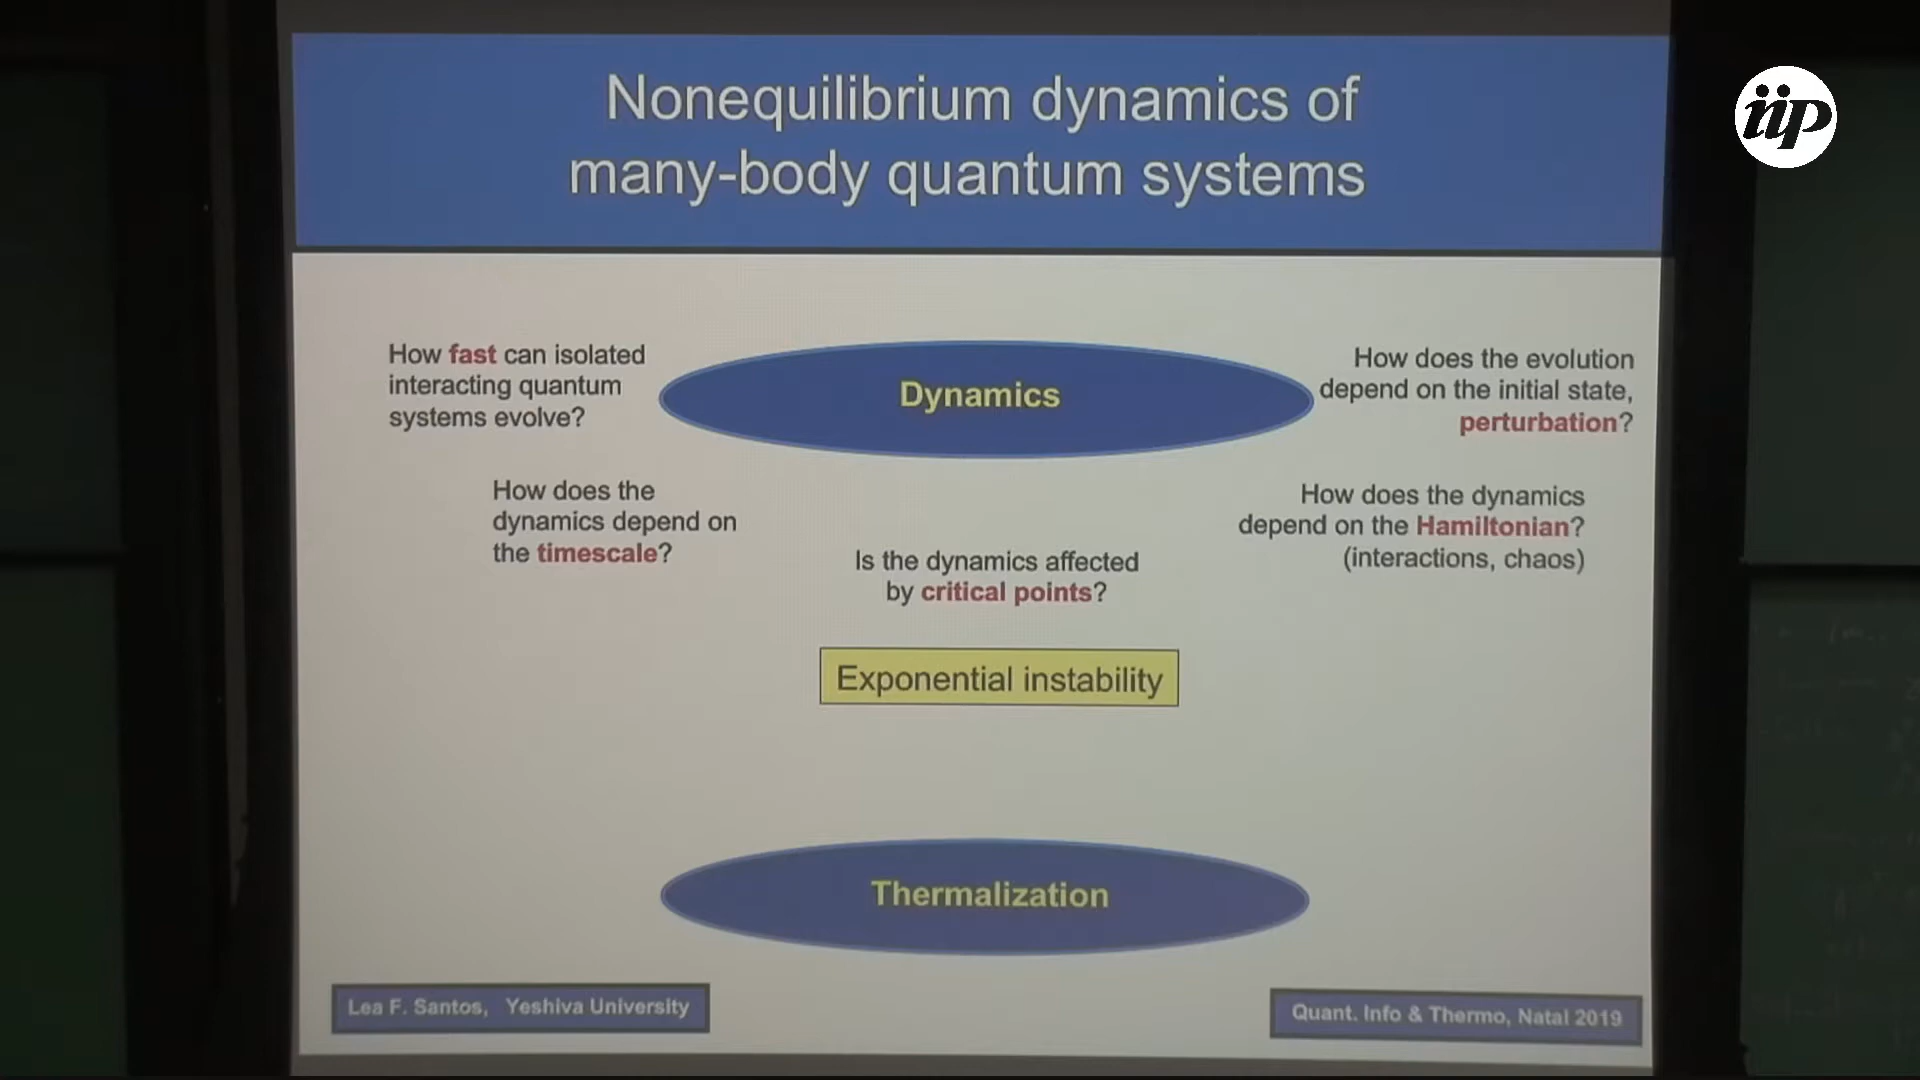 Nonequilibrium dynamics of
many-body quantum systems
iip
How fast can isolated
interacting quantum
systems evolve?
Dynamics
How does the evolution
depend on the initial state,
perturbation?
How does the
dynamics depend on
the timescale?
How does the dynamics
depend on the Hamiltonian?
(interactions, chaos)
Is the dynamics affected
by critical points?
Exponential instability
Thermalization
Lea F. Santos, Yeshiva University
Quant. Info & Thermo, Natal 2019